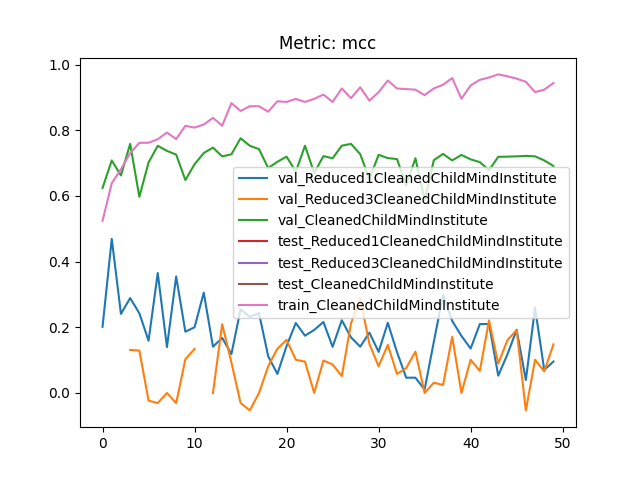 Metric: mcc
1.0
0.8
0.6
0.4
0.2
0.0
0
10
20
30
40
50
val_Reduced1CleanedChildMindInstitute
val_Reduced3CleanedChildMindInstitute
val_CleanedChildMindInstitute
test_Reduced1CleanedChildMindInstitute
test_Reduced3CleanedChildMindInstitute
test_CleanedChildMindInstitute
train_CleanedChildMindInstitute